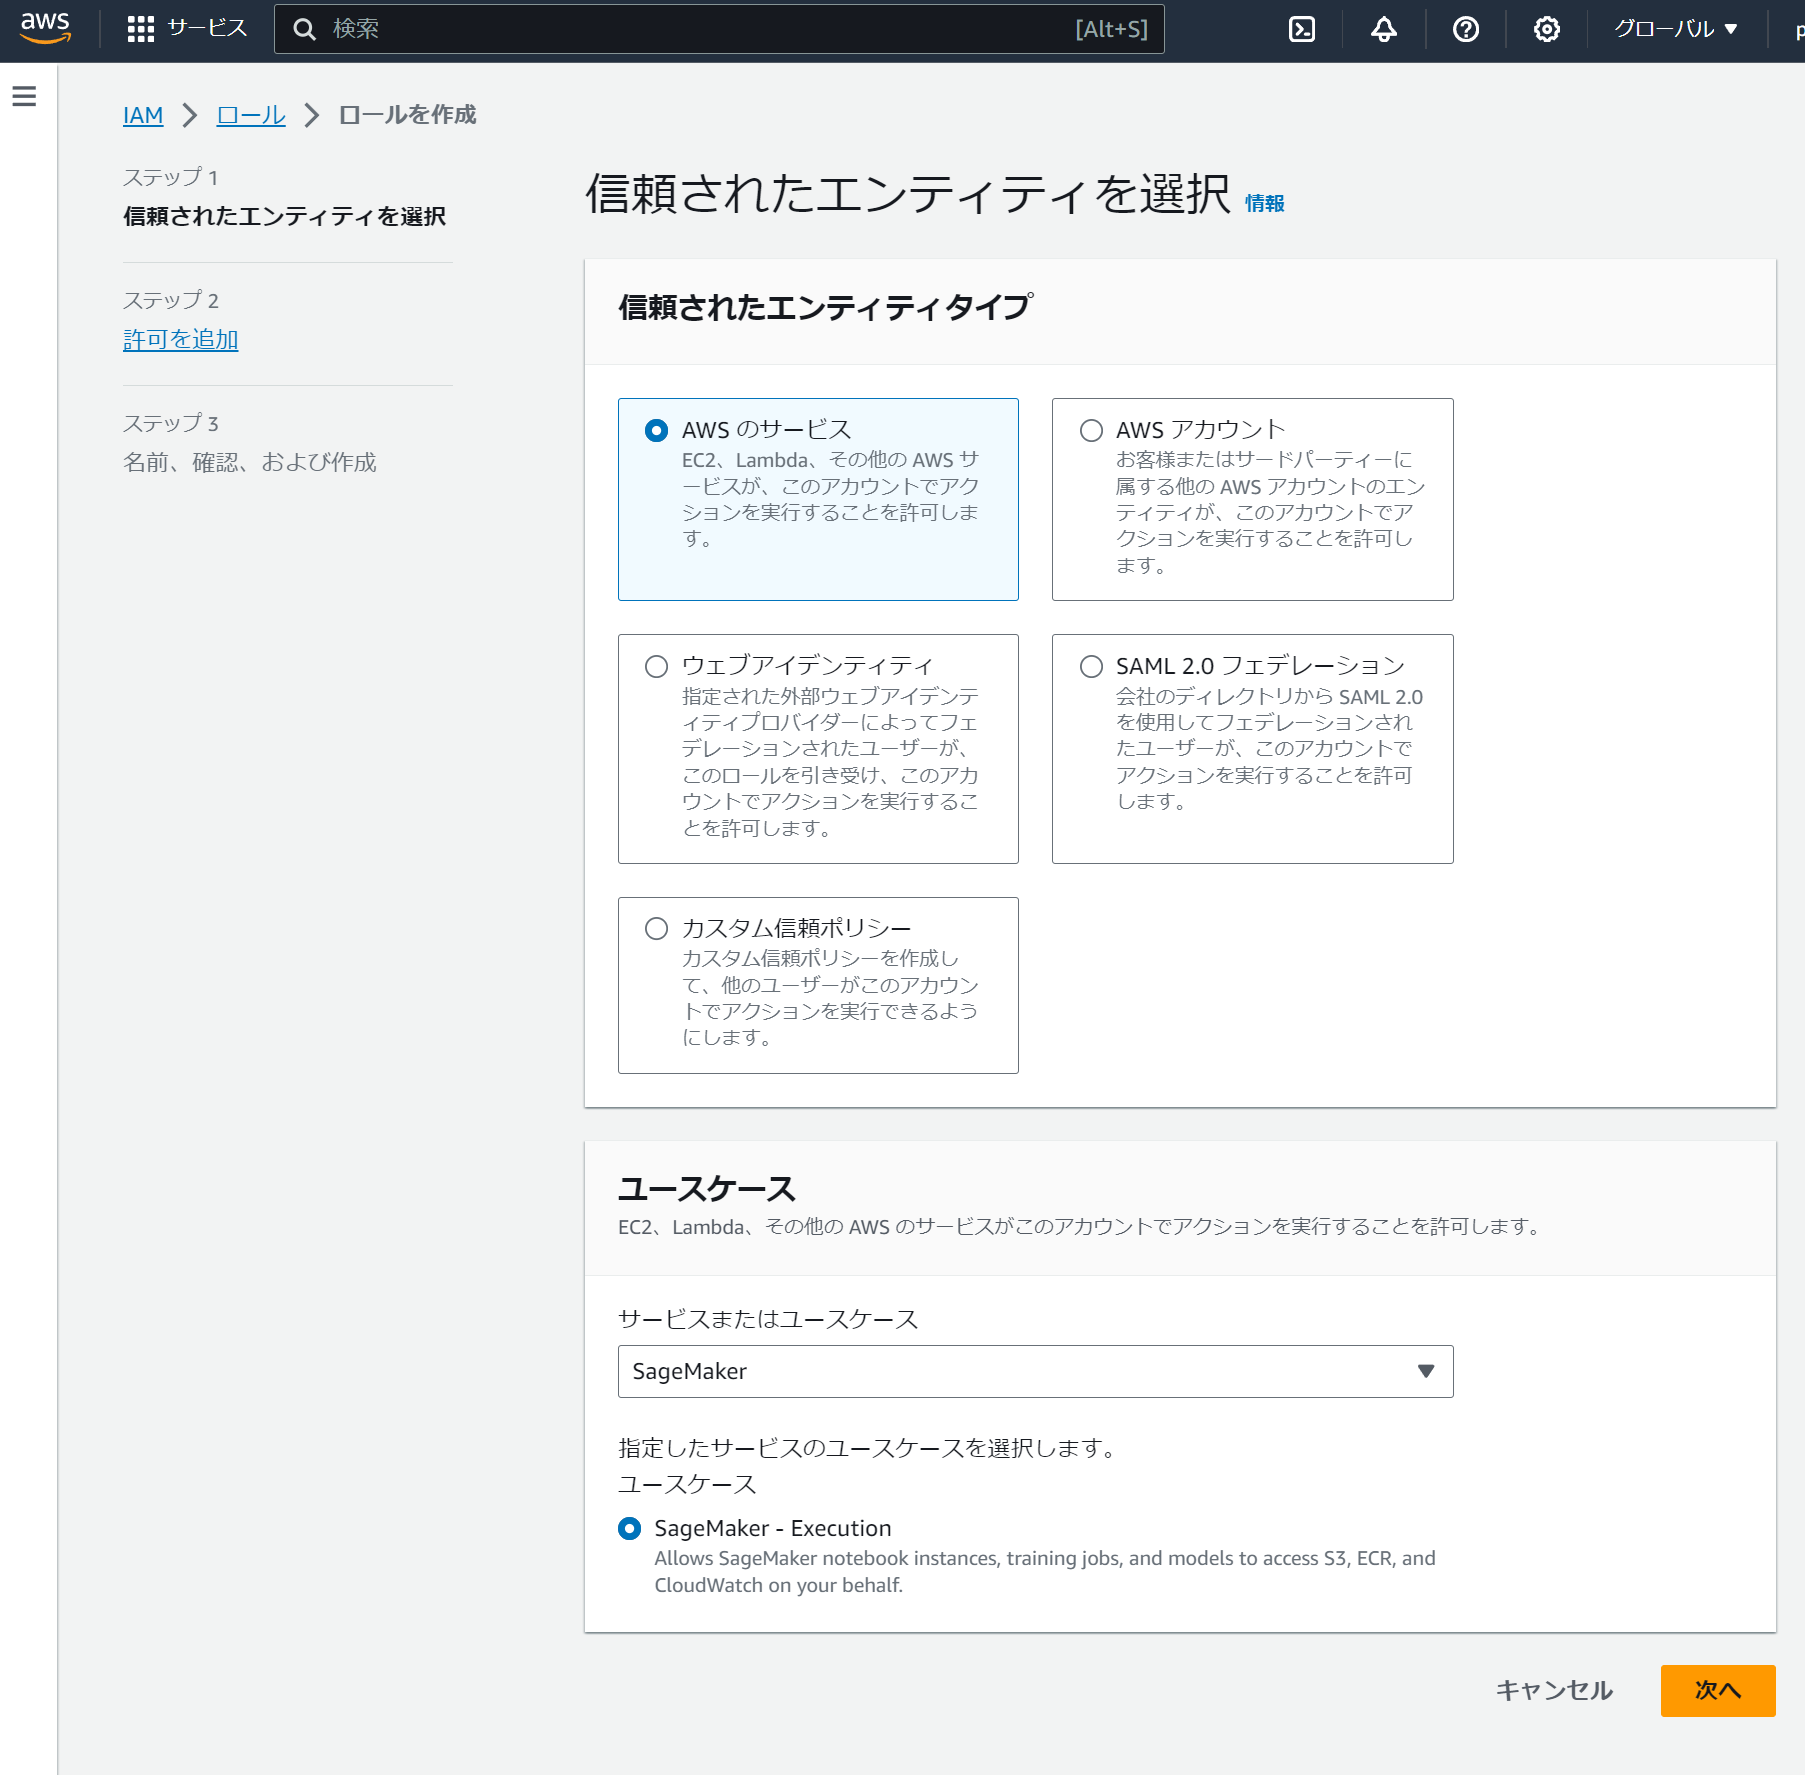 aws
サービス
検索
[Alt+S]
グローバル ▼
IAM > ロール > ロールを作成
ステップ 1
信頼されたエンティティを選択
ステップ 2
許可を追加
ステップ 3
名前、確認、および作成
信頼されたエンティティを選択 情報
信頼されたエンティティタイプ
AWS のサービス
EC2、Lambda、その他の AWS サ
ービスが、このアカウントでアク
ションを実行することを許可しま
す。
AWS アカウント
お客様またはサードパーティーに
属する他の AWS アカウントのエン
ティティが、このアカウントでア
クションを実行することを許可し
ます。
ウェブアイデンティティ
指定された外部ウェブアイデンテ
ィティプロバイダーによってフェ
デレーションされたユーザーが、
このロールを引き受け、このアカ
ウントでアクションを実行するこ
とを許可します。
SAML 2.0 フェデレーション
会社のディレクトリから SAML 2.0
を使用してフェデレーションされ
たユーザーが、このアカウントで
アクションを実行することを許可
します。
カスタム信頼ポリシー
カスタム信頼ポリシーを作成し
て、他のユーザーがこのアカウン
トでアクションを実行できるよう
にします。
ユースケース
EC2、Lambda、その他の AWS のサービスがこのアカウントでアクションを実行することを許可します。
サービスまたはユースケース
SageMaker
指定したサービスのユースケースを選択します。
ユースケース
SageMaker - Execution
Allows SageMaker notebook instances, training jobs, and models to access S3, ECR, and
CloudWatch on your behalf.
キャンセル
次へ